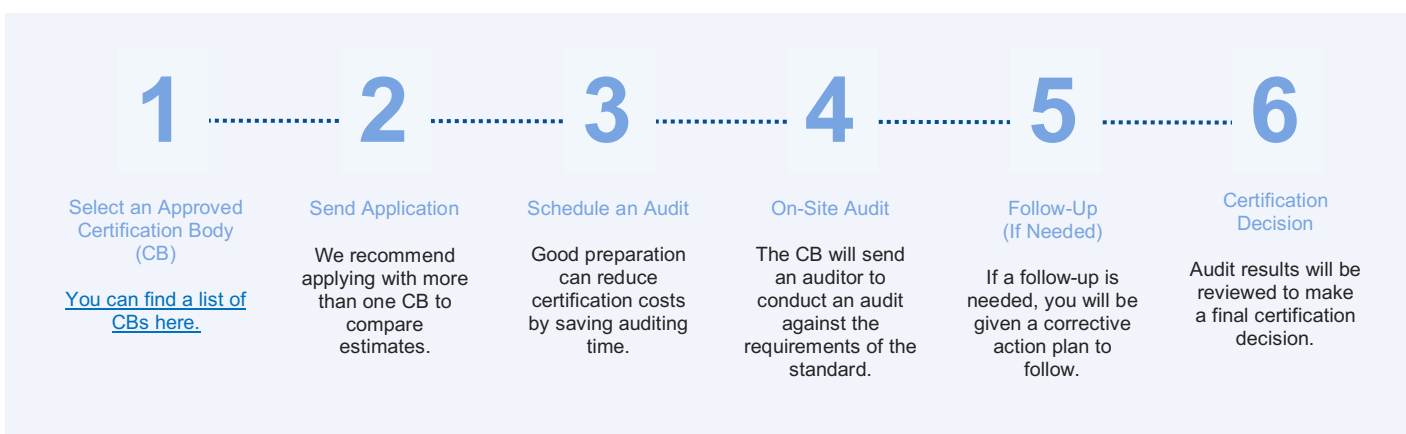 1
Select an Approved
Certification Body
(CB)
You can find a list of
CBs here.
2
Send Application
We recommend
applying with more
than one CB to
compare
estimates.
3
Schedule an Audit
Good preparation
can reduce
certification costs
by saving auditing
time.
4
On-Site Audit
The CB will send
an auditor to
conduct an audit
against the
requirements of the
standard.
5
Follow-Up
(If Needed)
If a follow-up is
needed, you will be
given a corrective
action plan to
follow.
6
Certification
Decision
Audit results will be
reviewed to make
a final certification
decision.